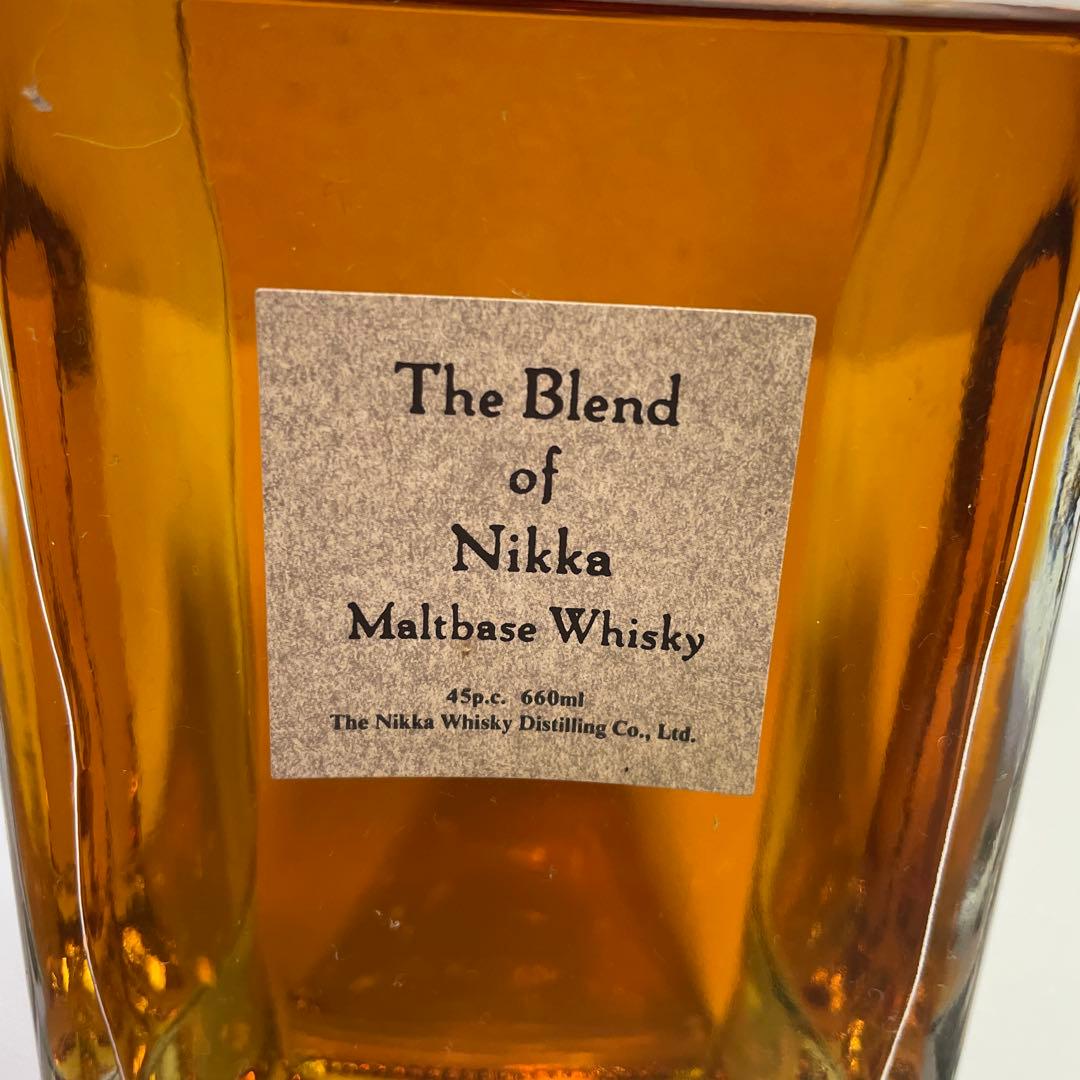 The Blend
of
Nikka
Maltbase Whisky
45p.c. 660ml
The Nikka Whisky Distilling Co., Ltd.